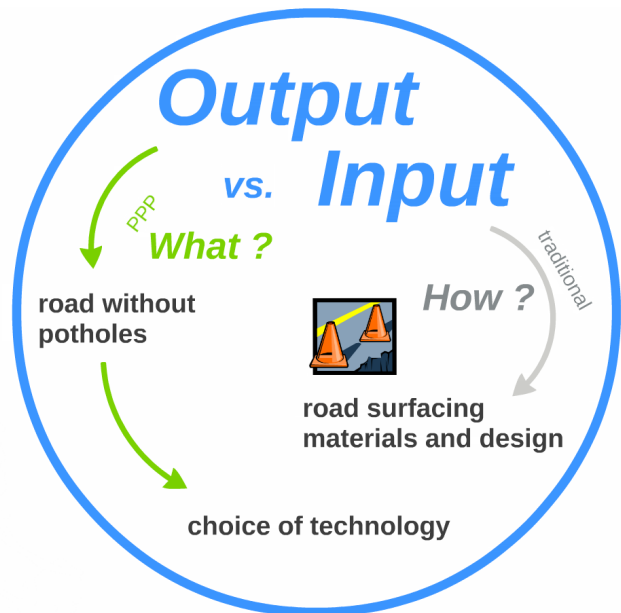 Output
vs. Input
PPP
What ?
traditional
How ?
road without
potholes
road surfacing
materials and design
choice of technology